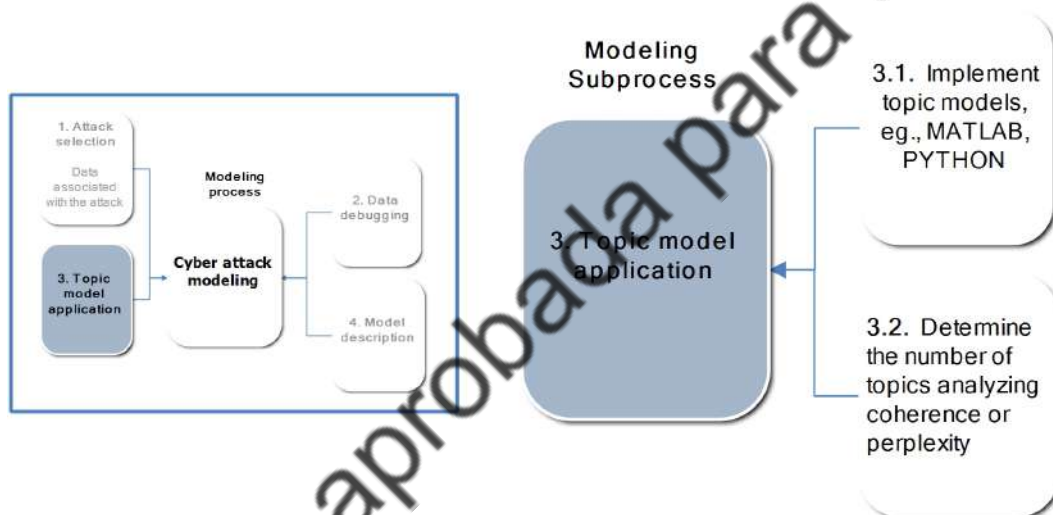 1. Attack
selection
Data
associated
with the attack
Modeling
process
2. Data
debugging
Cyber attack
modeling
3. Topic
model
application
4. Model
description
Modeling
Subprocess
3. Topic model
application
3.1. Implement
topic models,
eg., MATLAB,
PYTHON
3.2. Determine
the number of
topics analyzing
coherence or
perplexity
aprobada para